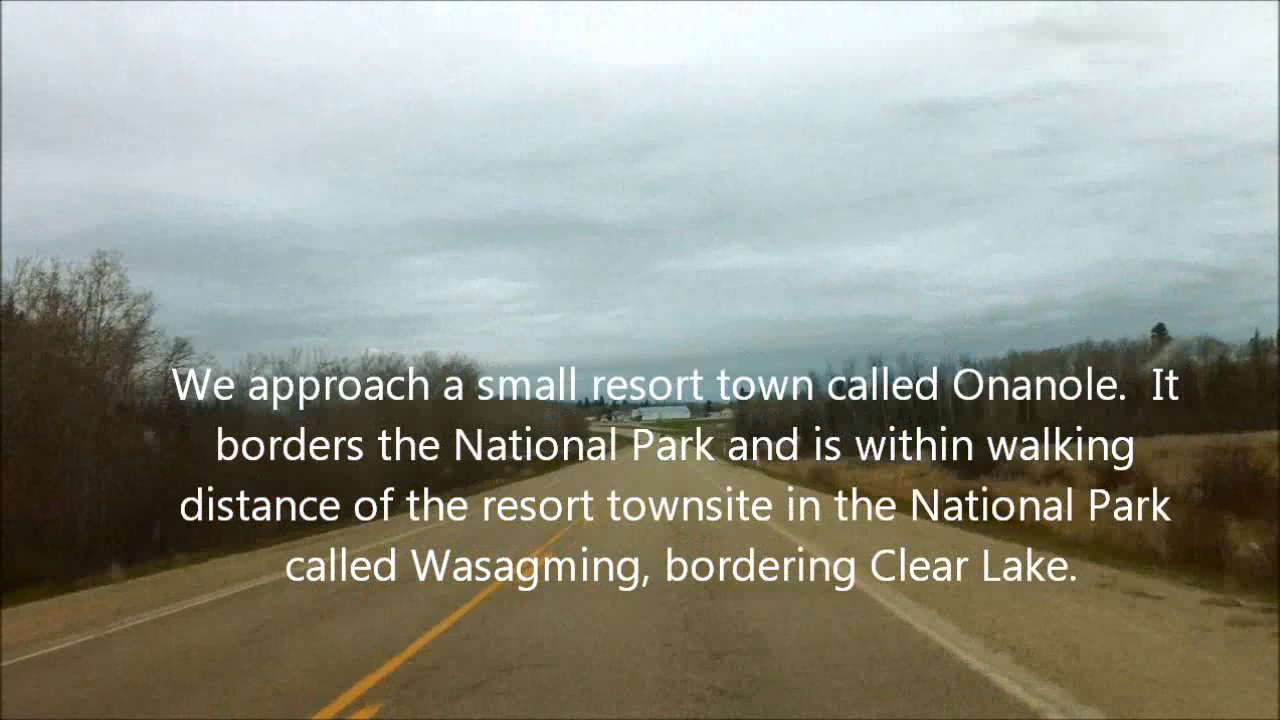 We approach a small resort town called Onanole.  It
borders the National Park and is within walking
distance of the resort townsite in the National Park
called Wasagming, bordering Clear Lake.